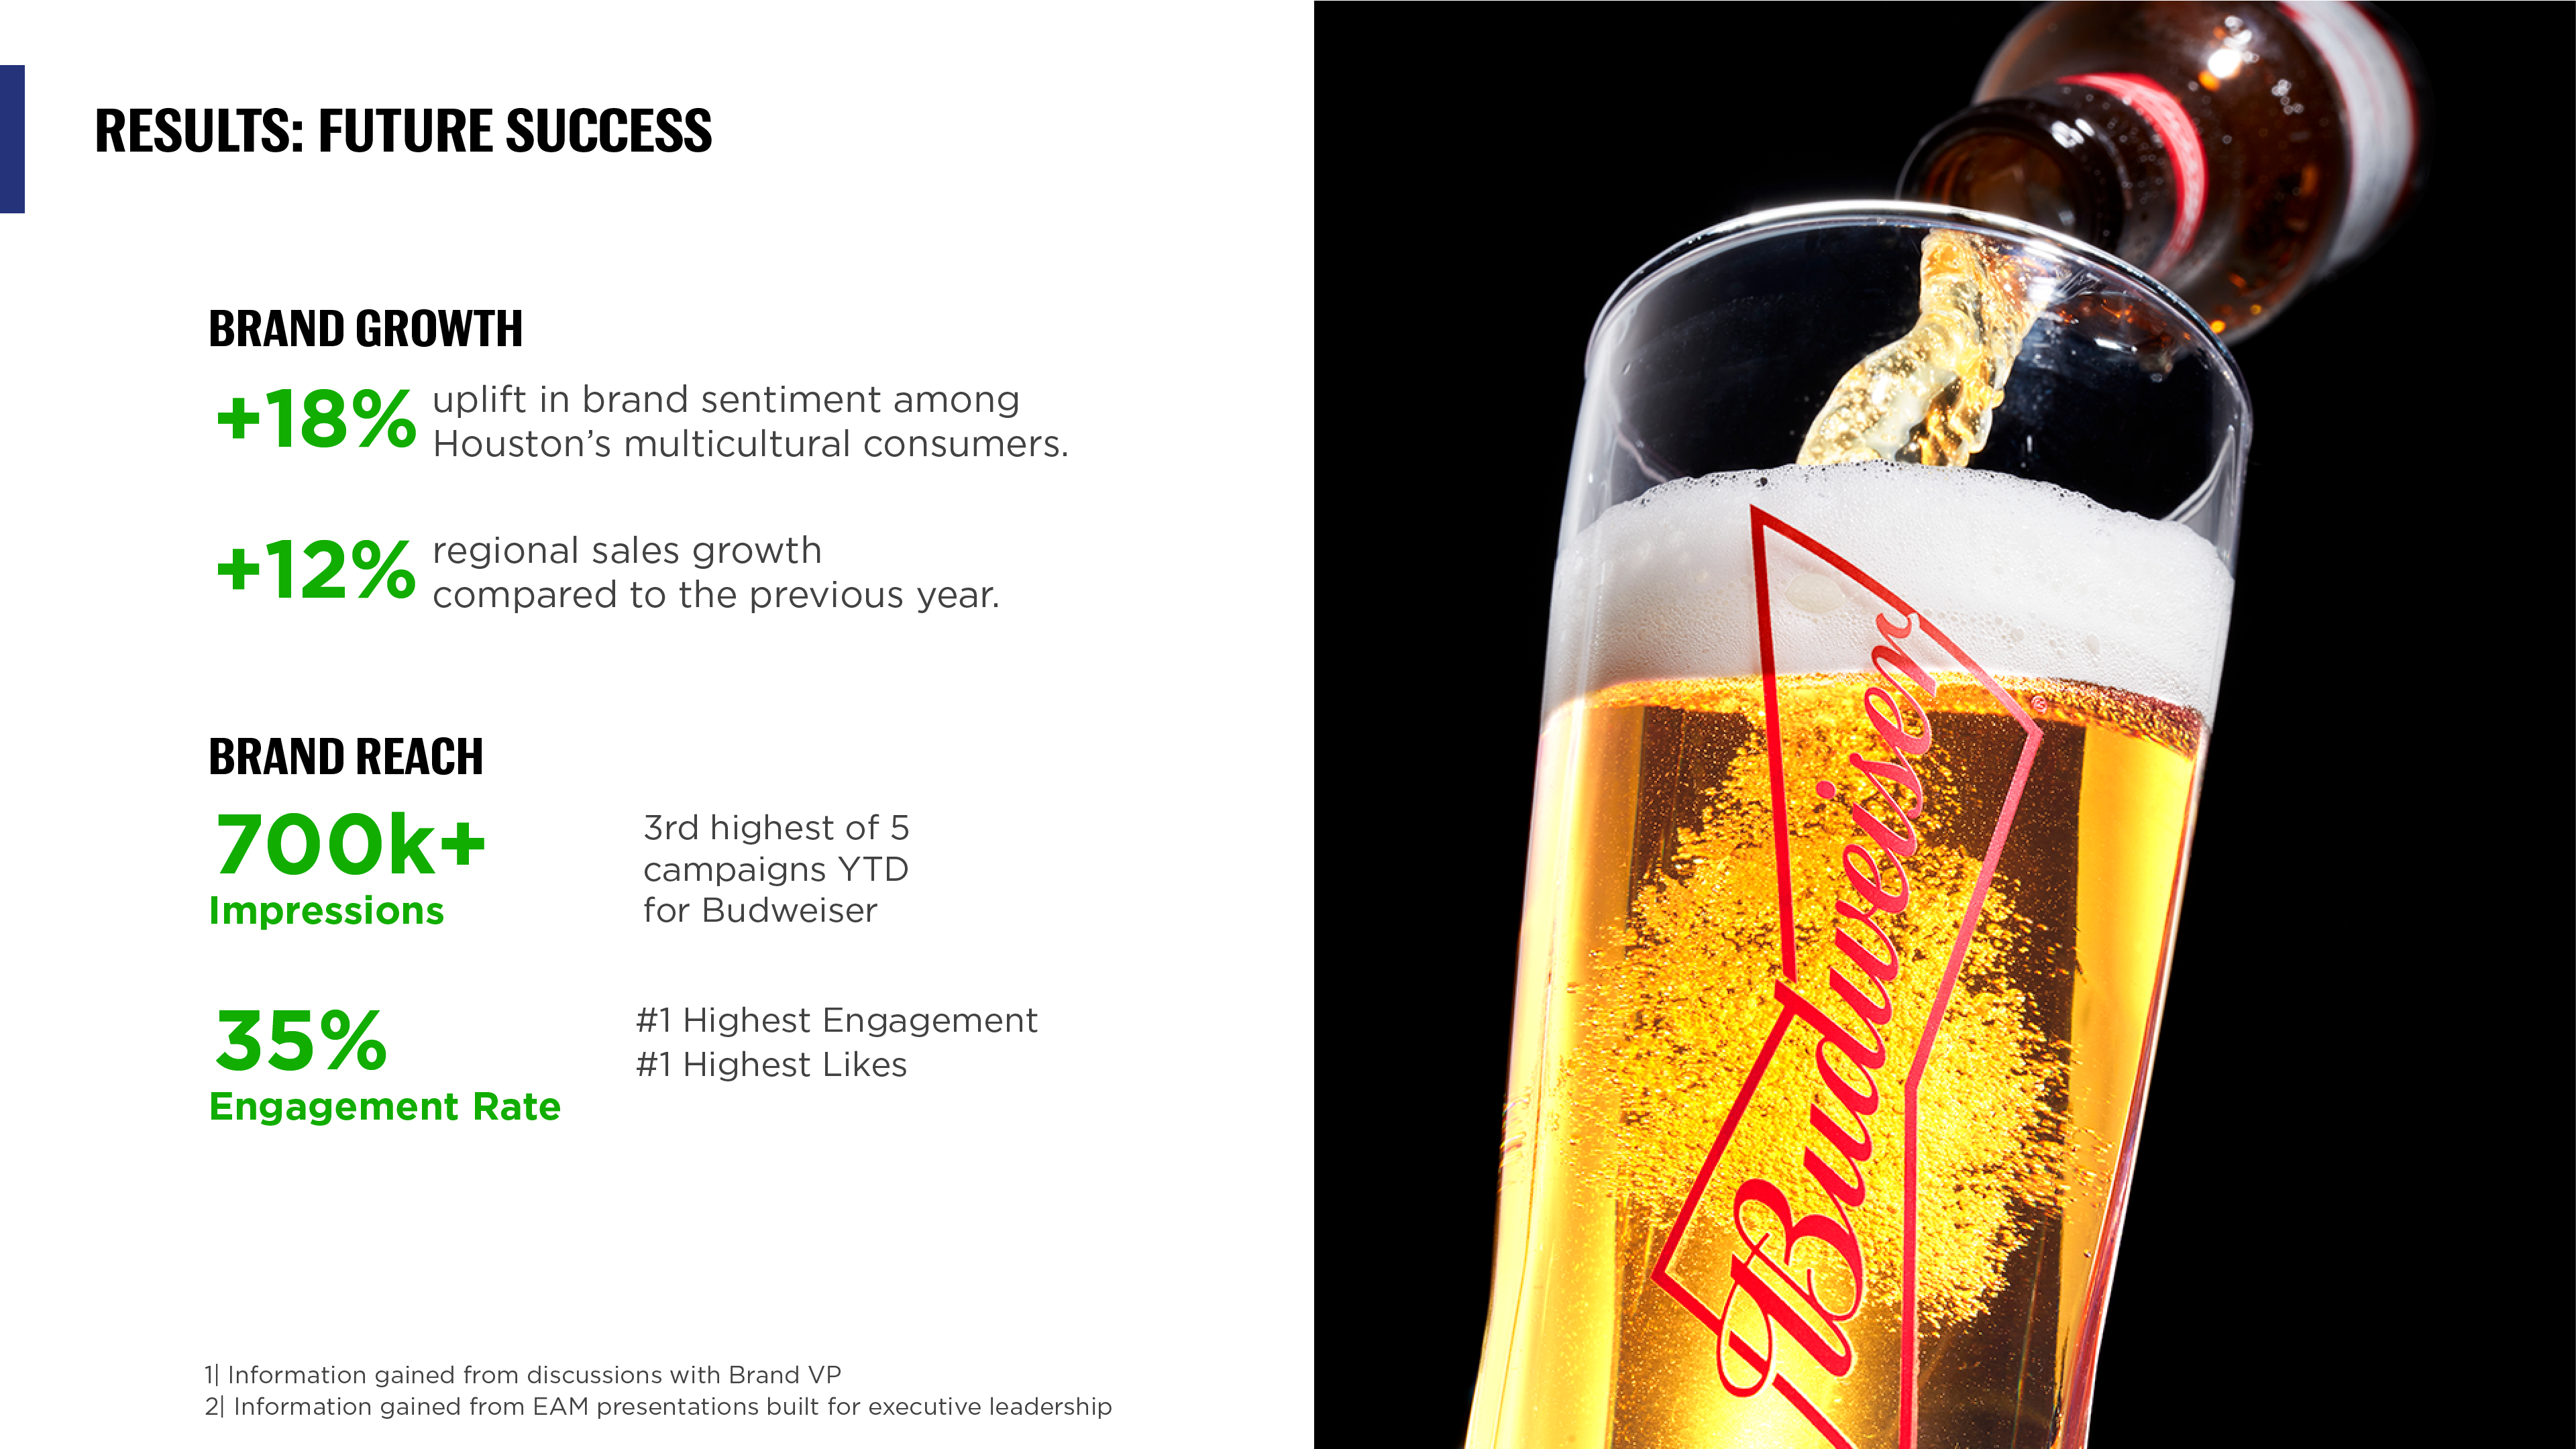 RESULTS: FUTURE SUCCESS
BRAND GROWTH
+18%
uplift in brand sentiment among
Houston’s multicultural consumers.
+12%
regional sales growth
compared to the previous year.
BRAND REACH
700k+
Impressions
3rd highest of 5
campaigns YTD
for Budweiser
35%
Engagement Rate
#1 Highest Engagement
#1 Highest Likes
1| Information gained from discussions with Brand VP
2| Information gained from EAM presentations built for executive leadership
Budweiser
®